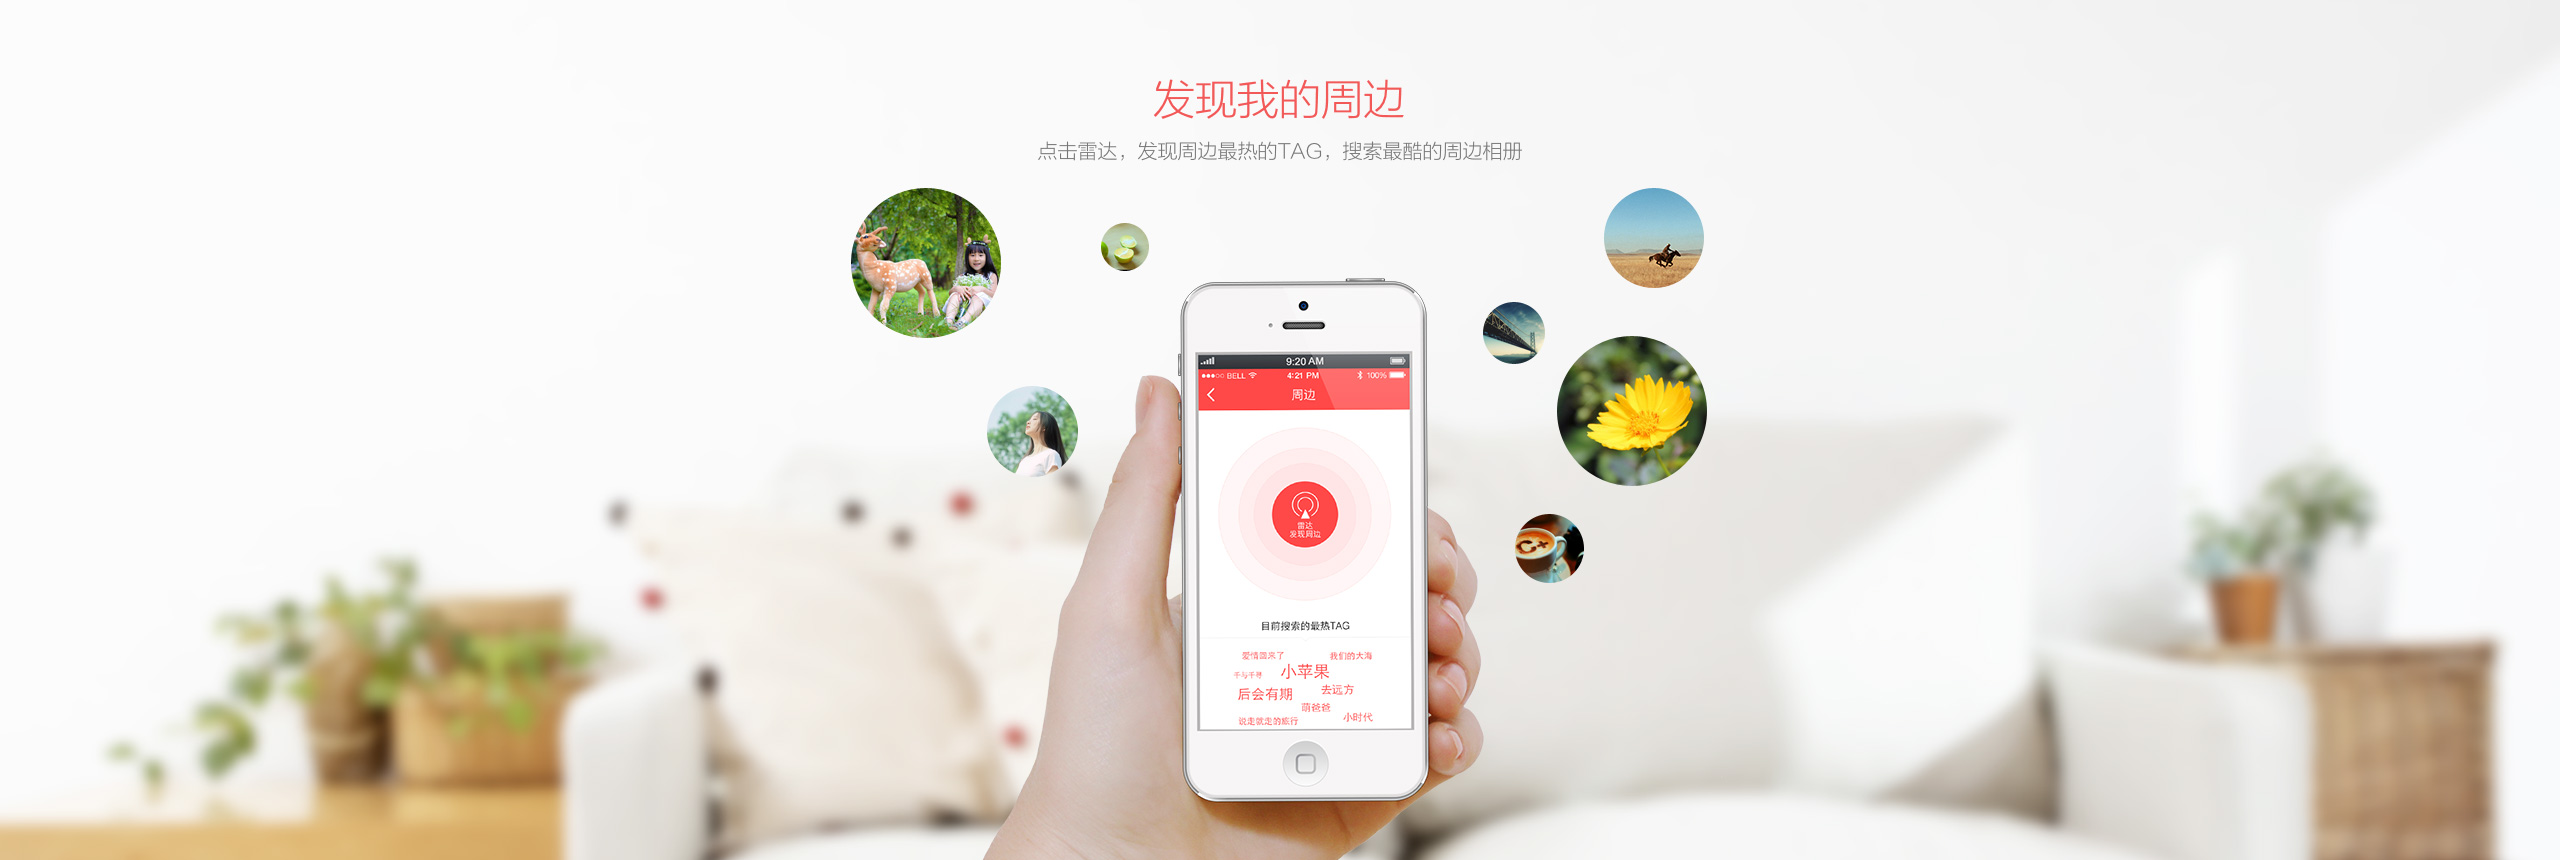 发现我的周边
点击雷达，发现周边最热的TAG，搜索最酷的周边相册
9:20 AM
BELL 4:21 PM 100%
周边
雷达
发现周边
目前搜索的最热TAG
爱情回来了 我们的大海
千与千寻 小苹果
后会有期 去远方
萌爸爸
说走就走的旅行 小时代